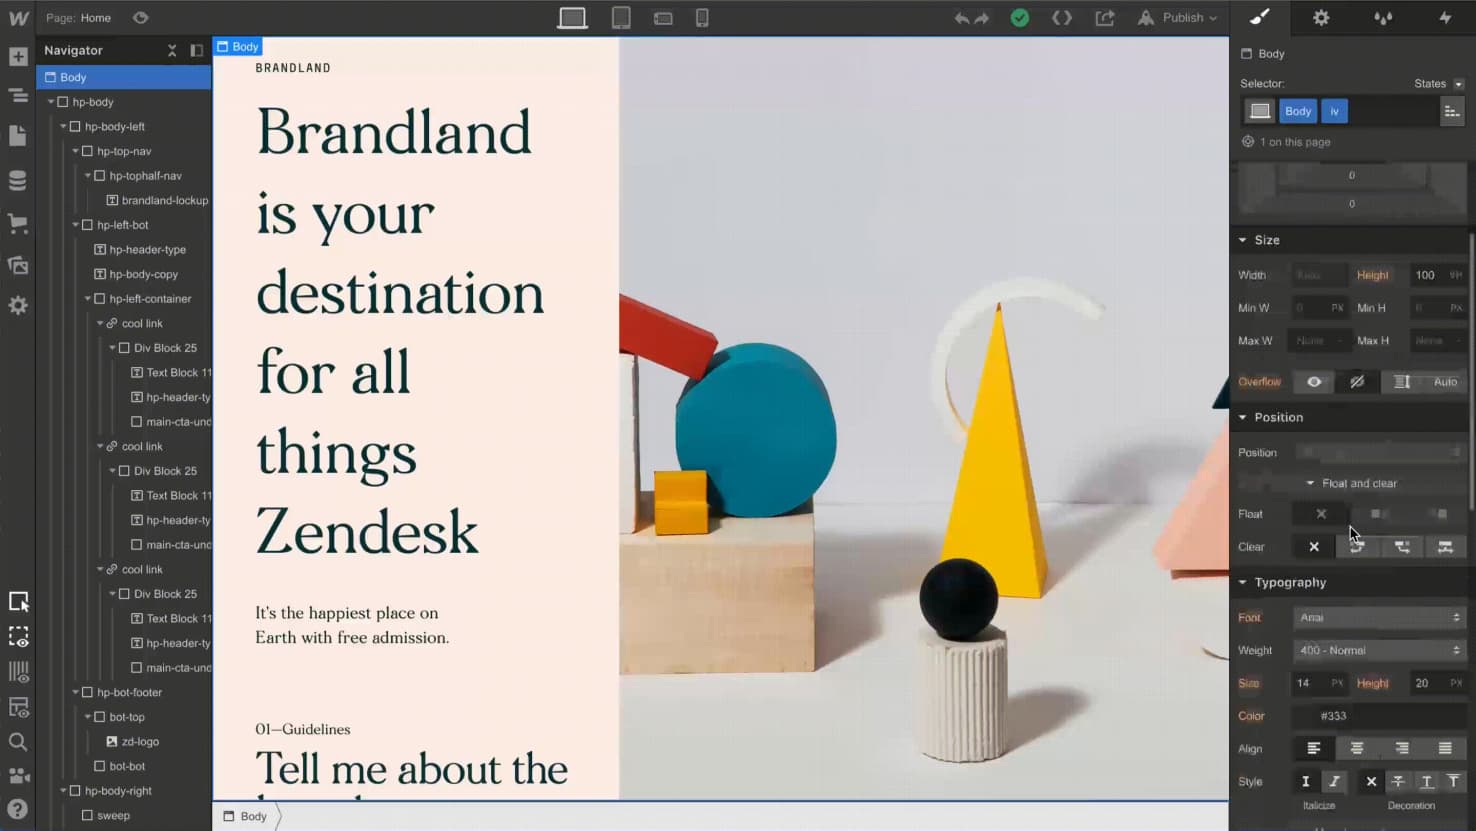 Page: Home
Publish
Navigator
Body
hp-body
hp-body-left
hp-top-nav
hp-tophalf-nav
brandland-lockup
hp-left-bot
hp-header-type
hp-body-copy
hp-left-container
cool link
Div Block 25
Text Block 11
hp-header-ty
main-cta-und
cool link
Div Block 25
Text Block 11
hp-header-ty
main-cta-und
cool link
Div Block 25
Text Block 11
hp-header-ty
main-cta-und
hp-bot-footer
bot-top
zd-logo
bot-bot
hp-body-right
sweep
Body
BRANDLAND
Brandland
is your
destination
for all
things
Zendesk
It's the happiest place on
Earth with free admission.
01—Guidelines
Tell me about the
Body
Body
Selector:
States
Body
iv
1 on this page
0
0
Size
Width
Height
100
Min W
0
PX
Min H
PX
Max W
None
-
Max H
None
-
Overflow
Auto
Position
Position
Float and clear
Float
Clear
Typography
Font
Arial
Weight
400 - Normal
Size
14
PX
Height
20
PX
Color
#333
Align
Style
Italicize
Decoration